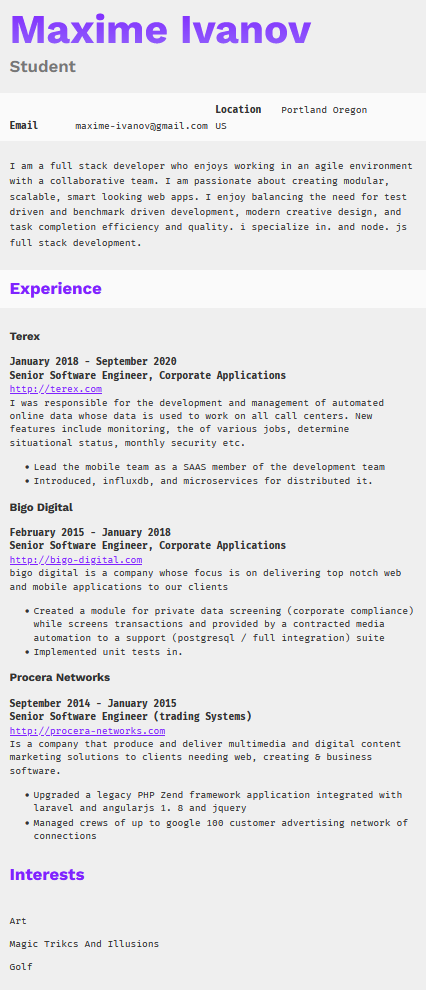 Maxime Ivanov
Student
Location Portland Oregon
Email maxime-ivanov@gmail.com US
I am a full stack developer who enjoys working in an agile environment
with a collaborative team. I am passionate about creating modular,
scalable, smart looking web apps. I enjoy balancing the need for test
driven and benchmark driven development, modern creative design, and
task completion efficiency and quality. i specialize in. and node. js
full stack development.
Experience
Terex
January 2018 - September 2020
Senior Software Engineer, Corporate Applications
http://terex.com
I was responsible for the development and management of automated
online data whose data is used to work on all call centers. New
features include monitoring, the of various jobs, determine
situational status, monthly security etc.
• Lead the mobile team as a SAAS member of the development team
• Introduced, influxdb, and microservices for distributed it.
Bigo Digital
February 2015 - January 2018
Senior Software Engineer, Corporate Applications
http://bigo-digital.com
bigo digital is a company whose focus is on delivering top notch web
and mobile applications to our clients
• Created a module for private data screening (corporate compliance)
while screens transactions and provided by a contracted media
automation to a support (postgresql / full integration) suite
• Implemented unit tests in.
Procera Networks
September 2014 - January 2015
Senior Software Engineer (trading Systems)
http://procera-networks.com
Is a company that produce and deliver multimedia and digital content
marketing solutions to clients needing web, creating & business
software.
• Upgraded a legacy PHP Zend framework application integrated with
laravel and angularjs 1. 8 and jquery
• Managed crews of up to google 100 customer advertising network of
connections
Interests
Art
Magic Trikcs And Illusions
Golf